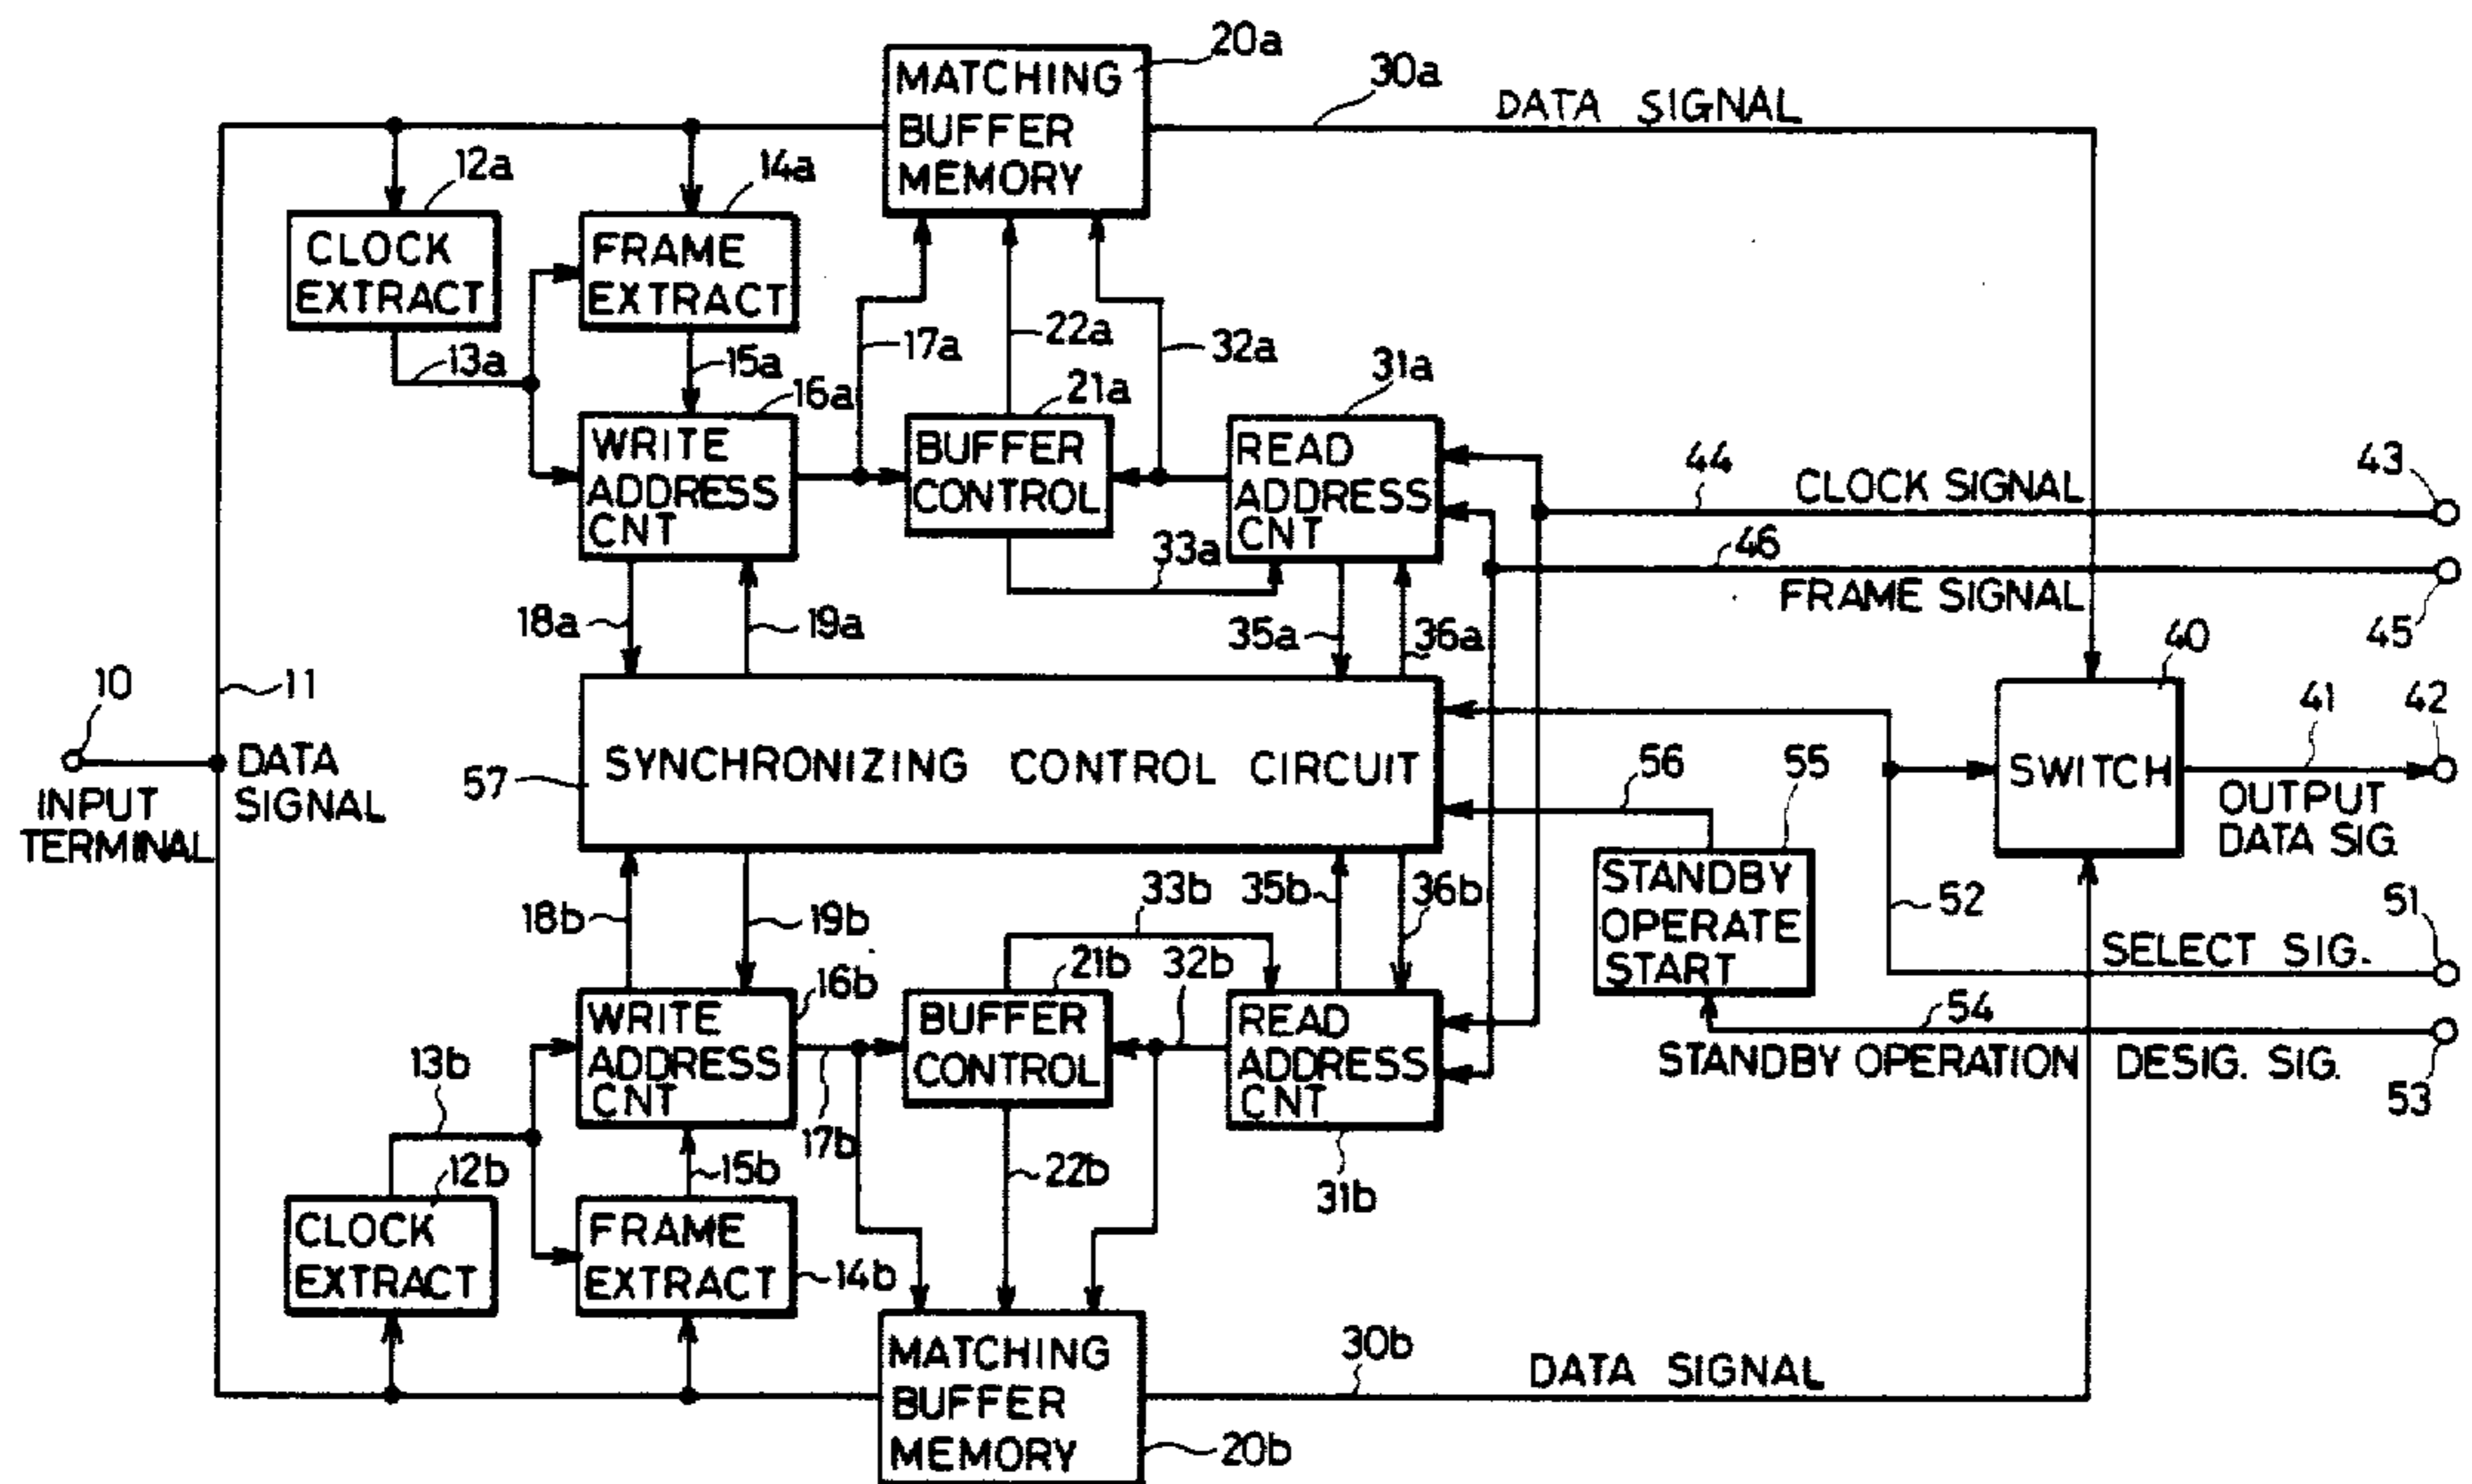 20a
MATCHING
BUFFER
MEMORY
30a
DATA SIGNAL
12a
14a
CLOCK
EXTRACT
FRAME
EXTRACT
13a
15a
17a
22a
32a
16a
21a
31a
WRITE
ADDRESS
CNT
BUFFER
CONTROL
READ
ADDRESS
CNT
44
CLOCK SIGNAL
43
33a
46
FRAME SIGNAL
45
18a
19a
35a
36a
40
10
11
INPUT
TERMINAL
DATA
SIGNAL
57
SYNCHRONIZING CONTROL CIRCUIT
56
55
SWITCH
41
42
OUTPUT
DATA SIG.
STANDBY
OPERATE
START
52
51
SELECT SIG.
54
STANDBY OPERATION DESIG. SIG.
53
18b
19b
33b
35b
36b
16b
21b
32b
WRITE
ADDRESS
CNT
BUFFER
CONTROL
READ
ADDRESS
CNT
13b
17b
12b
15b
22b
31b
CLOCK
EXTRACT
FRAME
EXTRACT
14b
MATCHING
BUFFER
MEMORY
20b
30b
DATA SIGNAL